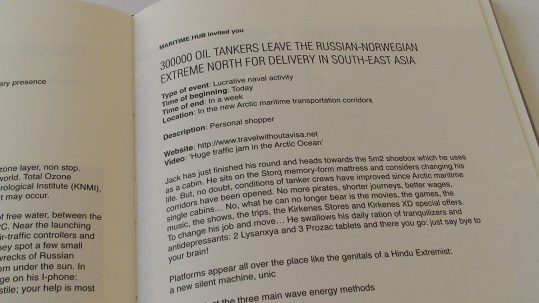 ary presence
zone layer, non stop.
world. Total Ozone
rological Institute (KNMI),
t may occur.
of free water, between the
PC. Near the launching
ir-traffic controllers and
ey spot a few small
wrecks of Russian
em under the sun. In
ge on his I-phone:
stile; your help is most
MARITIME HUB invited you
300000 OIL TANKERS LEAVE THE RUSSIAN-NORWEGIAN
EXTREME NORTH FOR DELIVERY IN SOUTH-EAST ASIA
Type of event: Lucrative naval activity
Time of beginning: Today
Time of end: In a week
Location: In the new Arctic maritime transportation corridors
Description: Personal shopper
Website: http://www.travelwithoutavisa.net
Video: 'Huge traffic jam in the Arctic Ocean'
Jack has just finished his round and heads towards the 5m2 shoebox which he uses
as a cabin. He sits on the Storq memory-form mattress and considers changing his
life. But, no doubt, conditions of tanker crews have improved since Arctic maritime
corridors have been opened. No more pirates, shorter journeys, better wages,
single cabins... No, what he can no longer bear is the movies, the games, the
music, the shows, the trips, the Kirkenes Stores and Kirkenes XD special offers.
To change his job and move... He swallows his daily ration of tranquilizers and
antidepressants: 2 Lysanxya and 3 Prozac tablets and there you go: just say bye to
your brain!
Platforms appear all over the place like the genitals of a Hindu Extremist:
a new silent machine, unic
at the three main wave energy methods